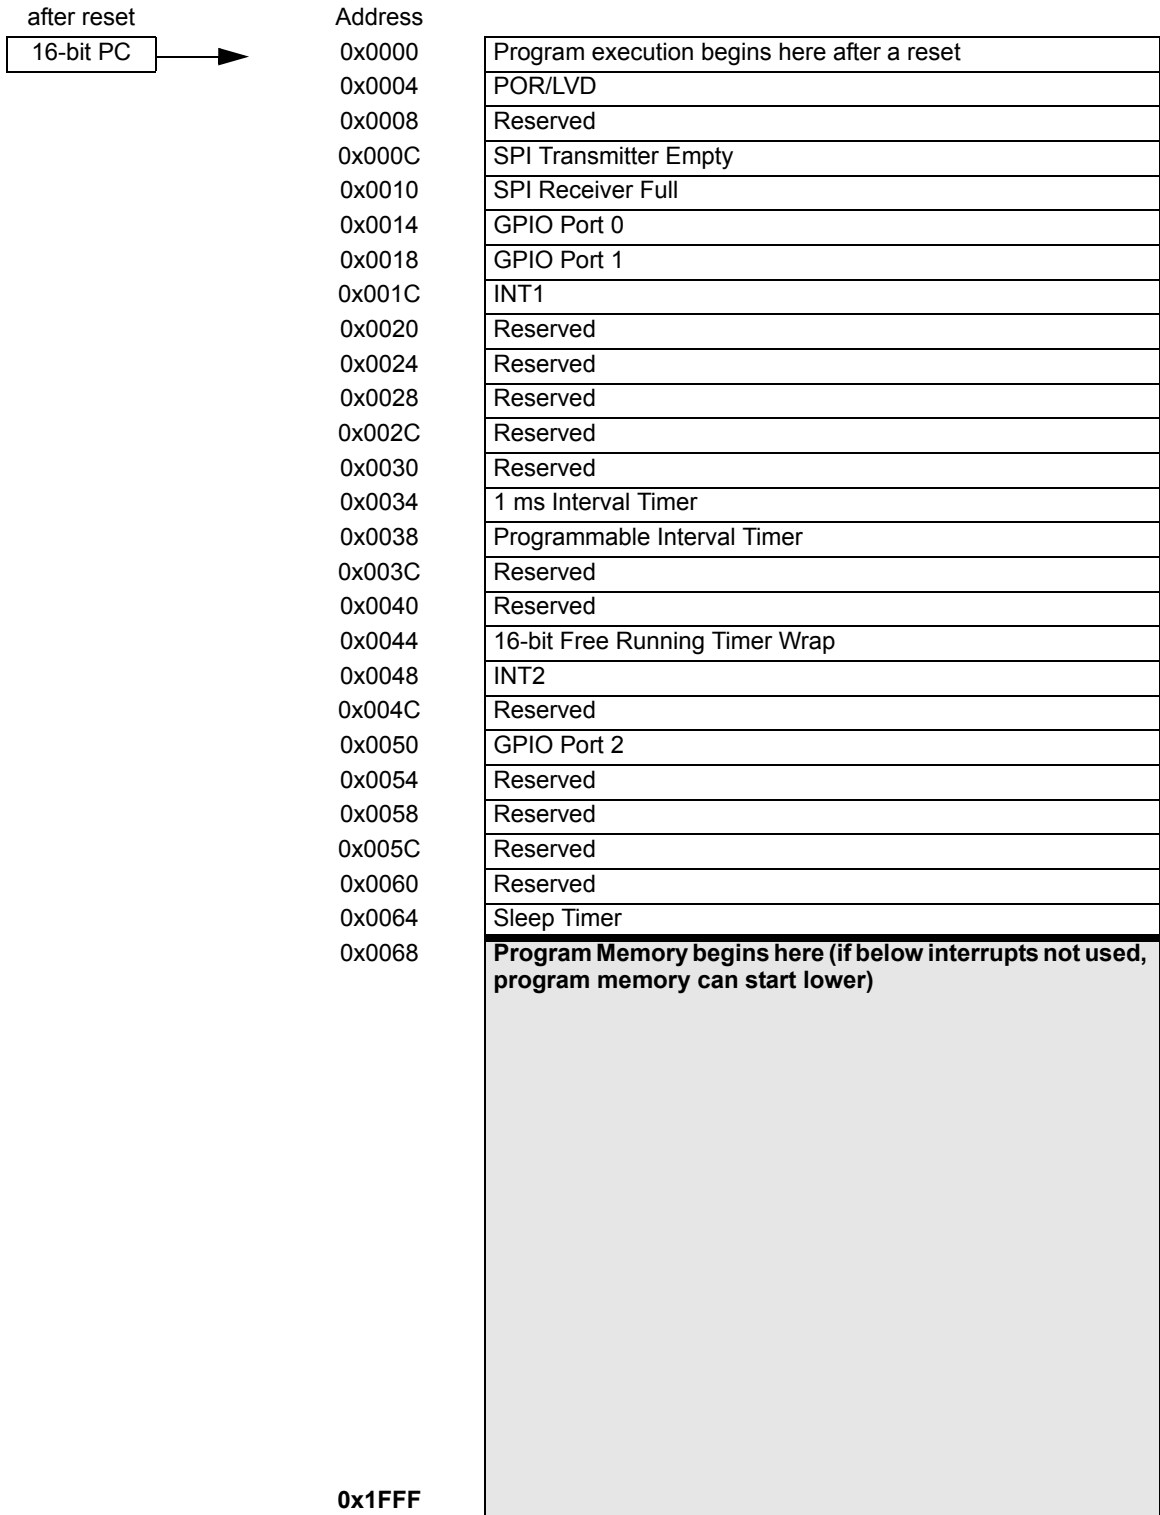 after reset Address
16-bit PC 0x0000 Program execution begins here after a reset
0x0004 POR/LVD
0x0008 Reserved
0x000C SPI Transmitter Empty
0x0010 SPI Receiver Full
0x0014 GPIO Port 0
0x0018 GPIO Port 1
0x001C INT1
0x0020 Reserved
0x0024 Reserved
0x0028 Reserved
0x002C Reserved
0x0030 Reserved
0x0034 1 ms Interval Timer
0x0038 Programmable Interval Timer
0x003C Reserved
0x0040 Reserved
0x0044 16-bit Free Running Timer Wrap
0x0048 INT2
0x004C Reserved
0x0050 GPIO Port 2
0x0054 Reserved
0x0058 Reserved
0x005C Reserved
0x0060 Reserved
0x0064 Sleep Timer
0x0068 Program Memory begins here (if below interrupts not used,
program memory can start lower)
0x1FFF